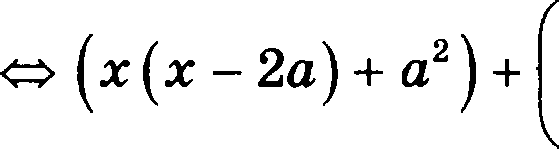 ⇔ (x(x − 2a) + a²) + (